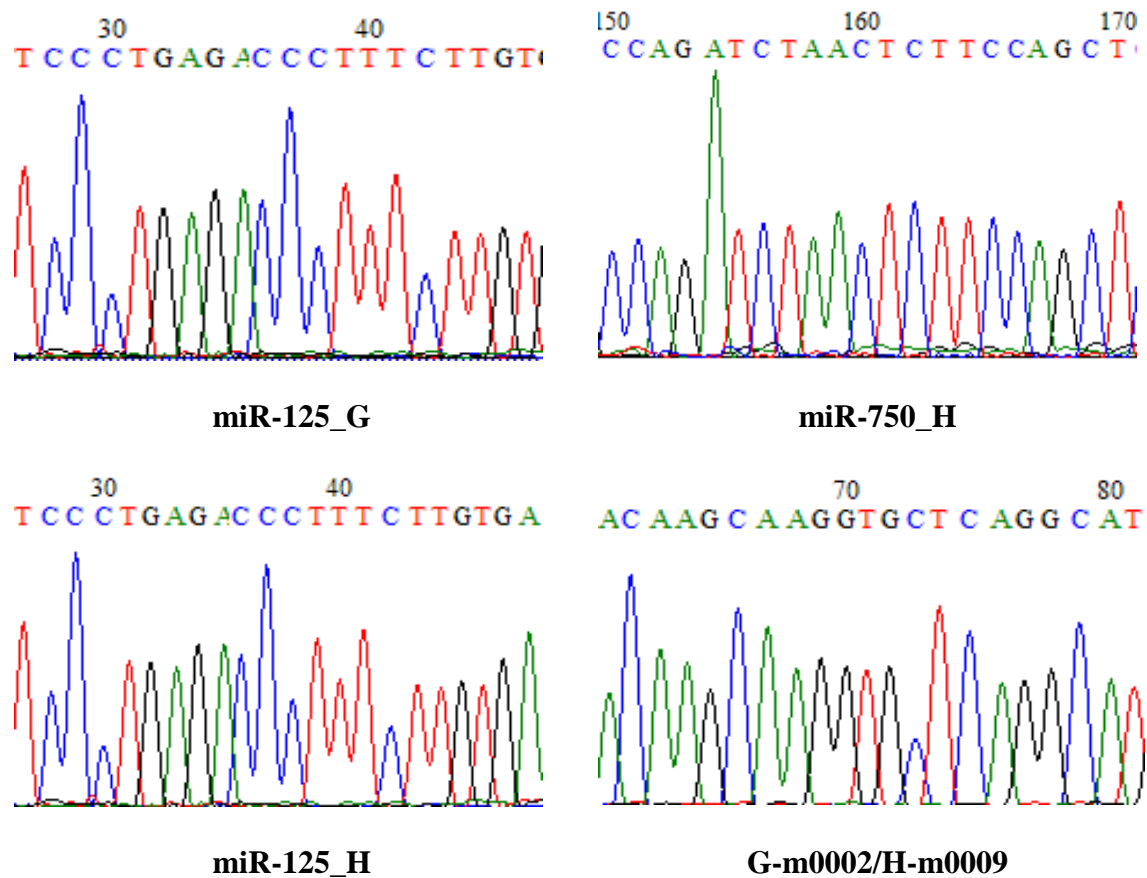 30 40
T C C C T G A G A C C C T T T C T T G T
miR-125_G
150 160 170
C C A G A T C T A A C T C T T C C A G C T
miR-750_H
30 40
T C C C T G A G A C C C T T T C T T G T G A
miR-125_H
70 80
A C A A G C A A G G T G C T C A G G C A T
G-m0002/H-m0009